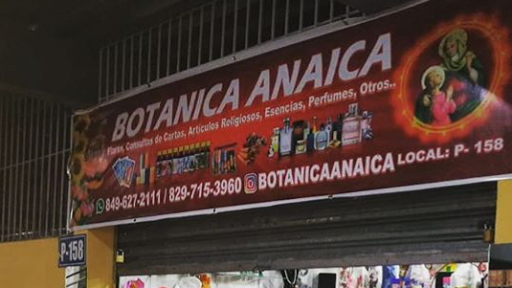 BOTANICA ANAICA
Flores, Consultas de Cartas, Artículos Religiosos, Esencias, Perfumes, Otros..
849-627-2111 / 829-715-3960 BOTANICAANAICA LOCAL: P- 158
P-158